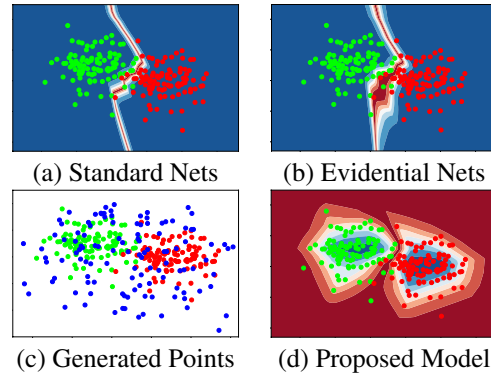 (a) Standard Nets
(b) Evidential Nets
(c) Generated Points
(d) Proposed Model